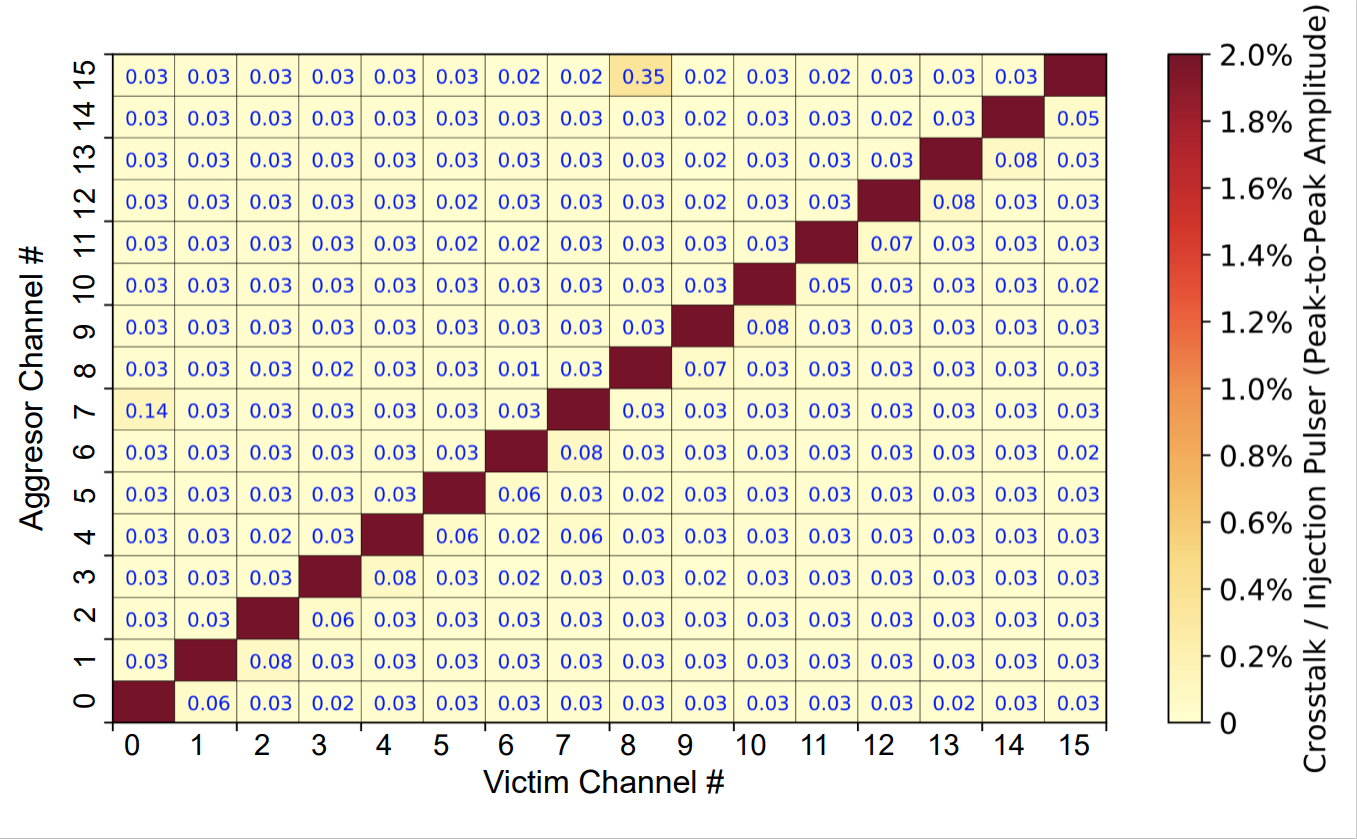 Aggresor Channel #
15 0.03 0.03 0.03 0.03 0.03 0.03 0.02 0.02 0.35 0.02 0.03 0.02 0.03 0.03 0.03
14 0.03 0.03 0.03 0.03 0.03 0.03 0.03 0.03 0.03 0.02 0.03 0.03 0.02 0.03 0.05
13 0.03 0.03 0.03 0.03 0.03 0.03 0.03 0.03 0.03 0.02 0.03 0.03 0.03 0.08 0.03
12 0.03 0.03 0.03 0.03 0.03 0.02 0.03 0.03 0.03 0.02 0.03 0.03 0.08 0.03 0.03
11 0.03 0.03 0.03 0.03 0.03 0.02 0.02 0.03 0.03 0.03 0.03 0.07 0.03 0.03 0.03
10 0.03 0.03 0.03 0.03 0.03 0.03 0.03 0.03 0.03 0.03 0.05 0.03 0.03 0.03 0.02
9 0.03 0.03 0.03 0.03 0.03 0.03 0.03 0.03 0.03 0.08 0.03 0.03 0.03 0.03 0.03
8 0.03 0.03 0.03 0.02 0.03 0.03 0.01 0.03 0.07 0.03 0.03 0.03 0.03 0.03 0.03
7 0.14 0.03 0.03 0.03 0.03 0.03 0.03 0.03 0.03 0.03 0.03 0.03 0.03 0.03 0.03
6 0.03 0.03 0.03 0.03 0.03 0.03 0.08 0.03 0.03 0.03 0.03 0.03 0.03 0.03 0.02
5 0.03 0.03 0.03 0.03 0.03 0.06 0.03 0.02 0.03 0.03 0.03 0.03 0.03 0.03 0.03
4 0.03 0.03 0.02 0.03 0.06 0.02 0.06 0.03 0.03 0.03 0.03 0.03 0.03 0.03 0.03
3 0.03 0.03 0.03 0.08 0.03 0.02 0.03 0.03 0.02 0.03 0.03 0.03 0.03 0.03 0.03
2 0.03 0.03 0.06 0.03 0.03 0.03 0.03 0.03 0.03 0.03 0.03 0.03 0.03 0.03 0.03
1 0.03 0.08 0.03 0.03 0.03 0.03 0.03 0.03 0.03 0.03 0.03 0.03 0.03 0.03 0.03
0 0.06 0.03 0.02 0.03 0.03 0.03 0.03 0.03 0.03 0.03 0.03 0.03 0.02 0.03 0.03
0 1 2 3 4 5 6 7 8 9 10 11 12 13 14 15
Victim Channel #
2.0%
1.8%
1.6%
1.4%
1.2%
1.0%
0.8%
0.6%
0.4%
0.2%
0
Crosstalk / Injection Pulser (Peak-to-Peak Amplitude)